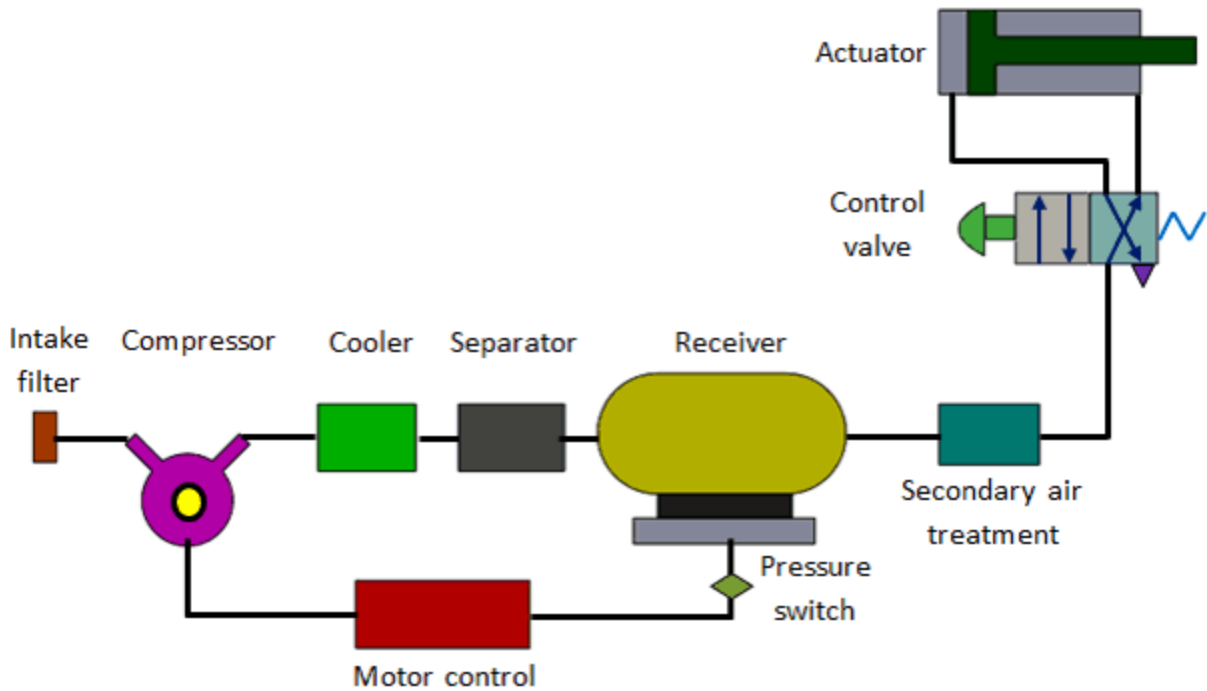 Actuator
Control
valve
Intake
filter
Compressor
Cooler
Separator
Receiver
Secondary air
treatment
Pressure
switch
Motor control